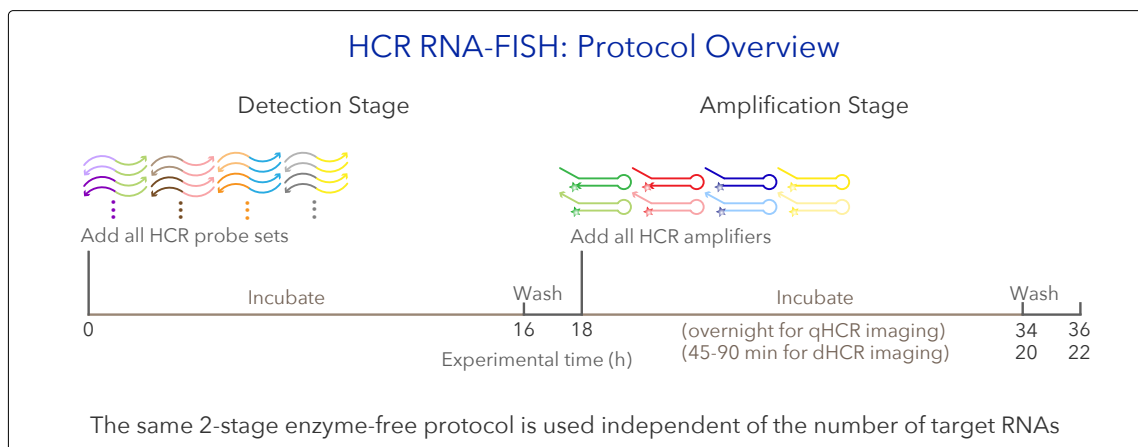 HCR RNA-FISH: Protocol Overview
Detection Stage
Amplification Stage
Add all HCR probe sets
Add all HCR amplifiers
Incubate
Wash
Incubate
Wash
0
16
18
(overnight for qHCR imaging)
34
36
Experimental time (h)
(45-90 min for dHCR imaging)
20
22
The same 2-stage enzyme-free protocol is used independent of the number of target RNAs